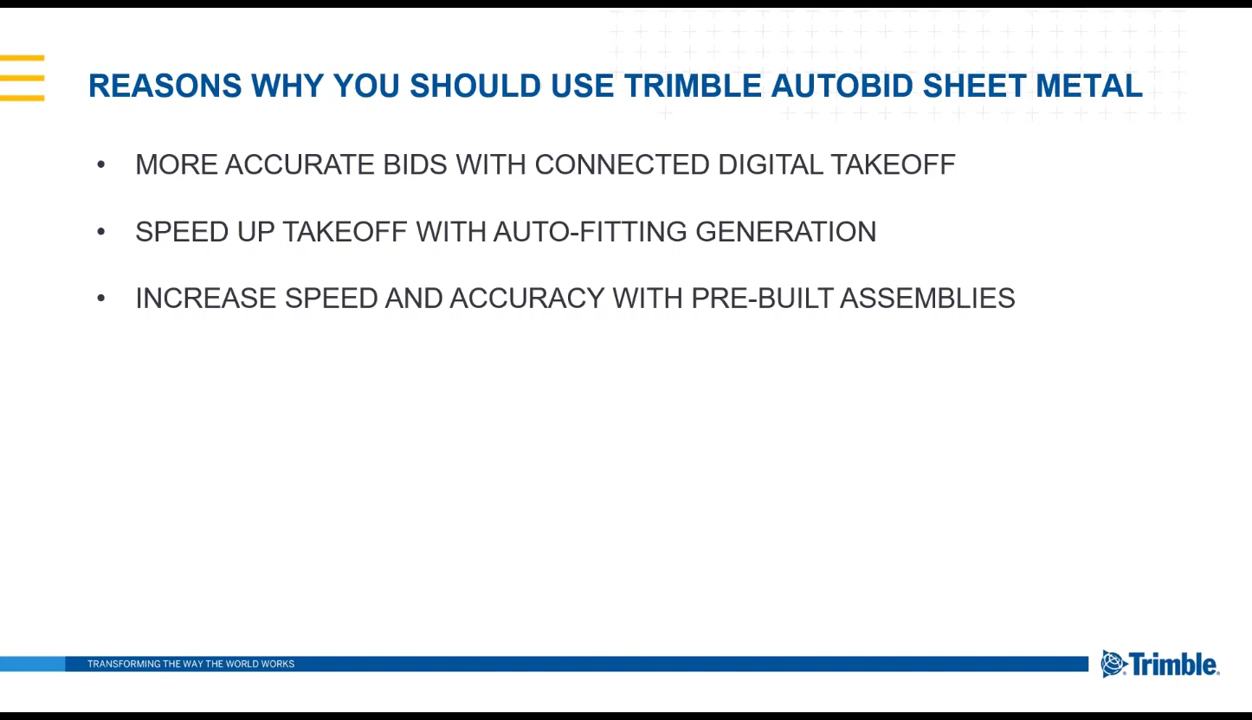 REASONS WHY YOU SHOULD USE TRIMBLE AUTOBID SHEET METAL
• MORE ACCURATE BIDS WITH CONNECTED DIGITAL TAKEOFF
• SPEED UP TAKEOFF WITH AUTO-FITTING GENERATION
• INCREASE SPEED AND ACCURACY WITH PRE-BUILT ASSEMBLIES
TRANSFORMING THE WAY THE WORLD WORKS
Trimble